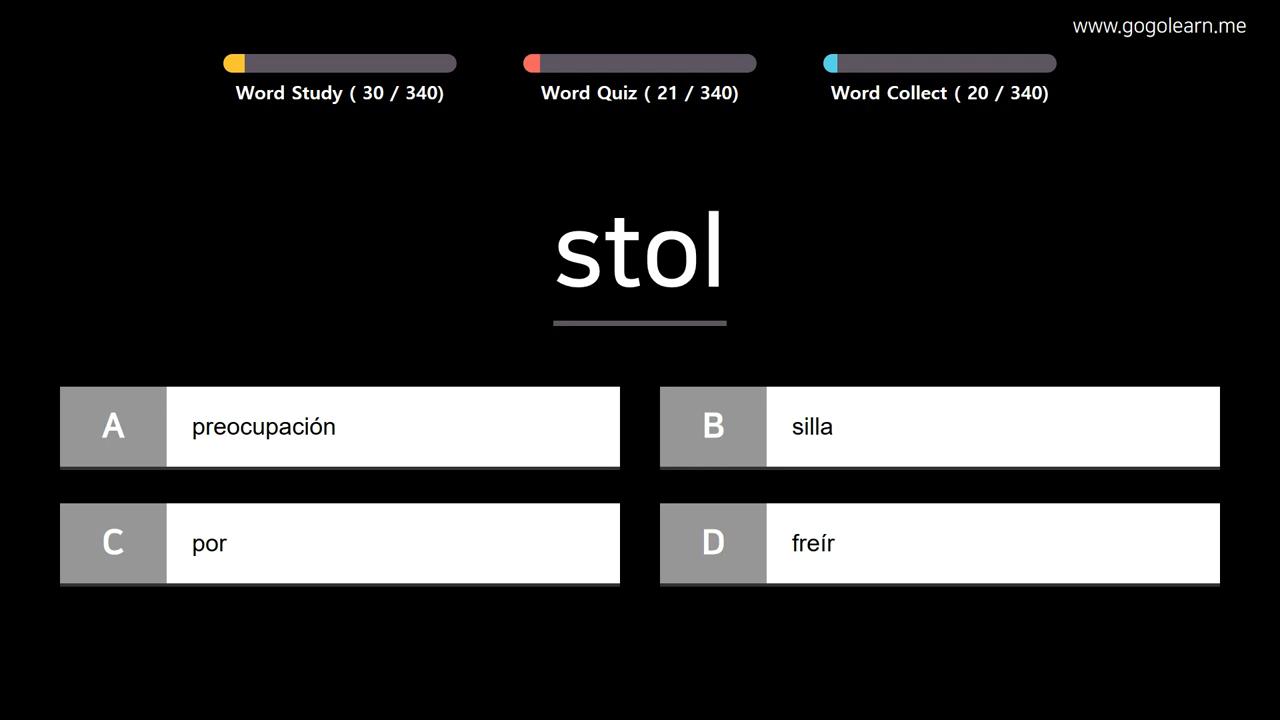 www.gogolearn.me
Word Study ( 30 / 340)
Word Quiz ( 21 / 340)
Word Collect ( 20 / 340)
stol
A preocupación
B silla
C por
D freír